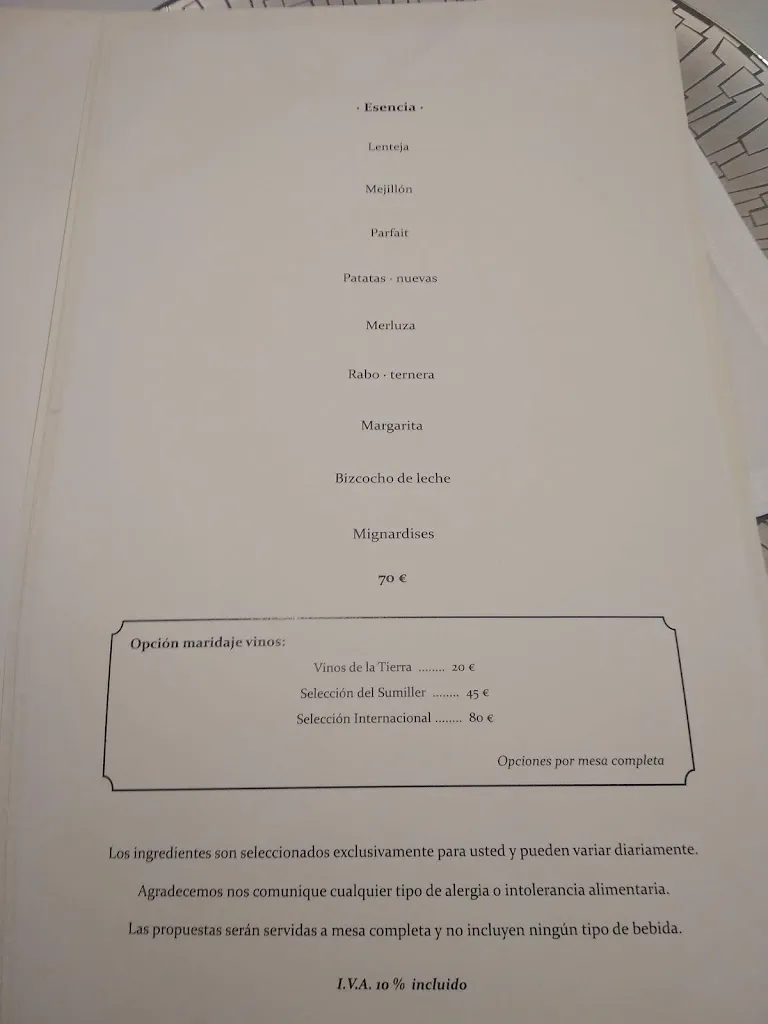 · Esencia ·
Lenteja
Mejillón
Parfait
Patatas · nuevas
Merluza
Rabo · ternera
Margarita
Bizcocho de leche
Mignardises
70 €
Opción maridaje vinos:
Vinos de la Tierra ........ 20 €
Selección del Sumiller ........ 45 €
Selección Internacional ........ 80 €
Opciones por mesa completa
Los ingredientes son seleccionados exclusivamente para usted y pueden variar diariamente.
Agradecemos nos comunique cualquier tipo de alergia o intolerancia alimentaria.
Las propuestas serán servidas a mesa completa y no incluyen ningún tipo de bebida.
I.V.A. 10 % incluido